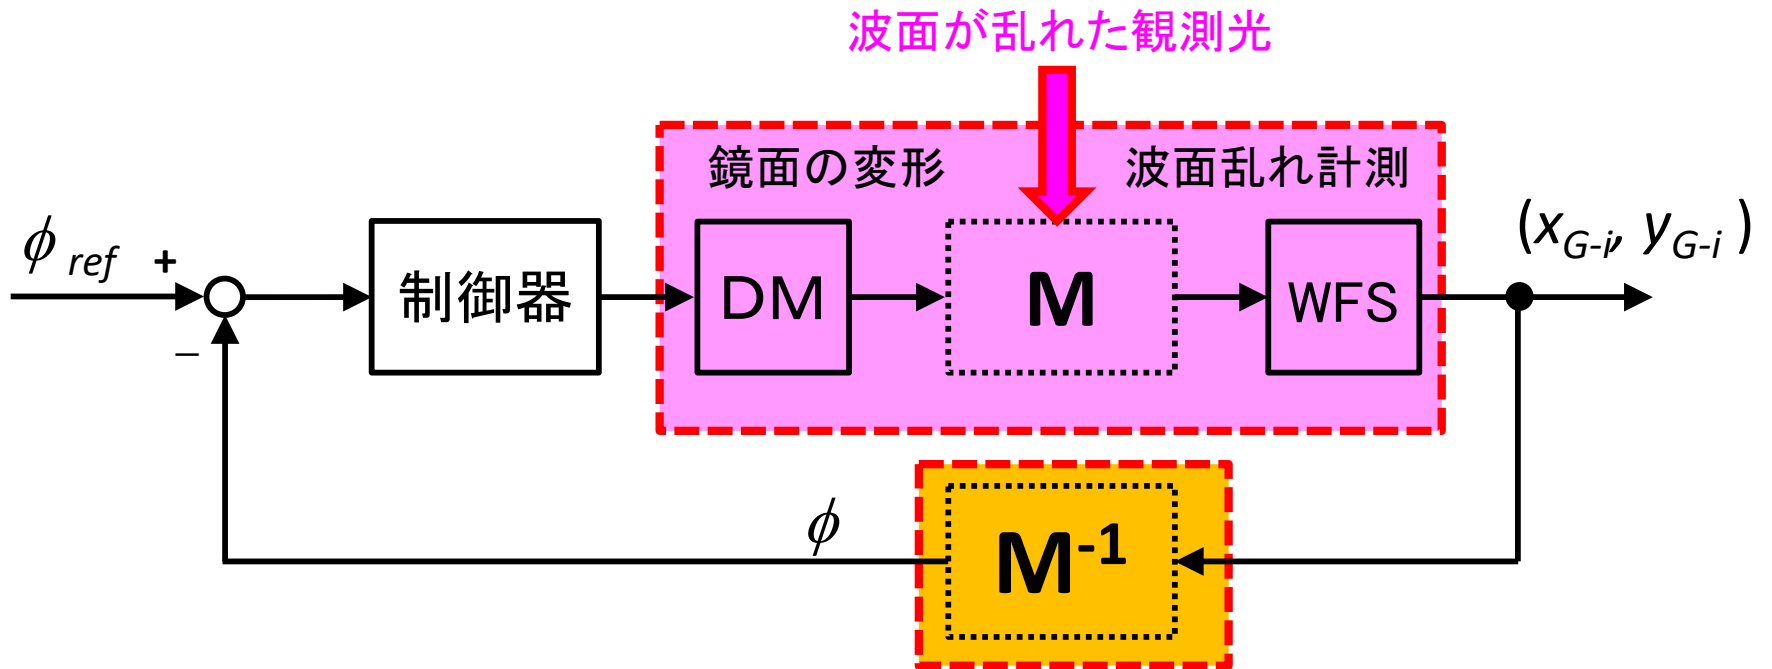 波面が乱れた観測光
鏡面の変形
波面乱れ計測
ϕ ref
+
−
制御器
DM
M
WFS
(xG-i, yG-i )
ϕ
M-1